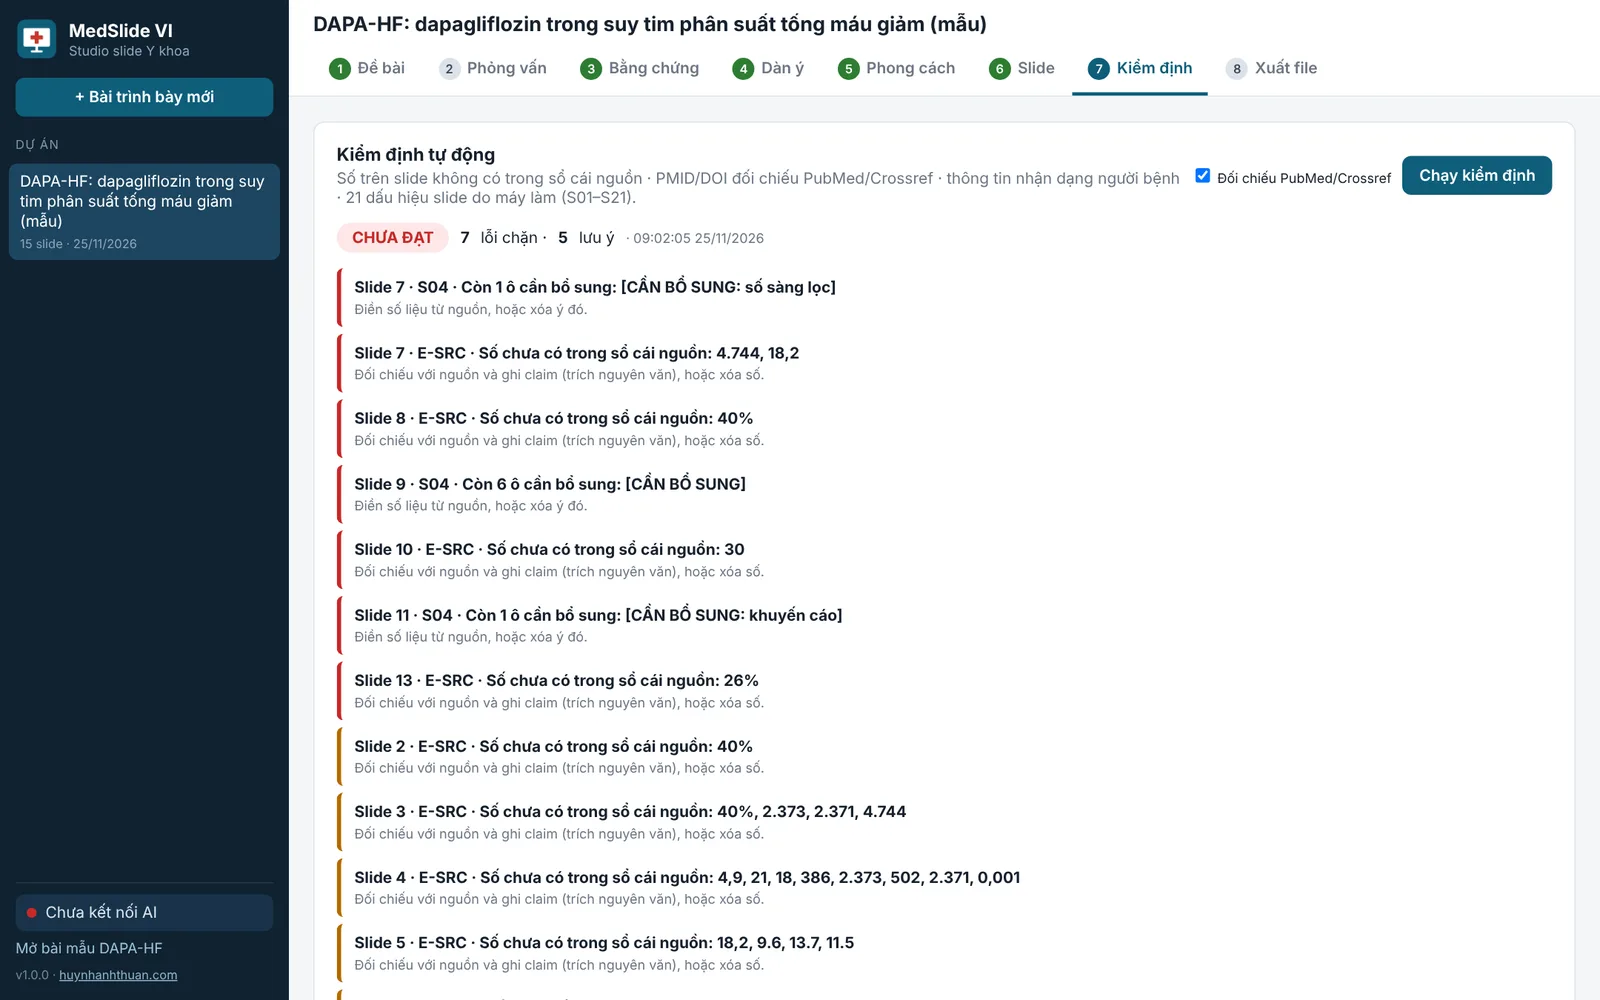 MedSlide VI
Studio slide Y khoa
+ Bài trình bày mới
DỰ ÁN
DAPA-HF: dapagliflozin trong suy
tim phân suất tống máu giảm
(mẫu)
15 slide · 25/11/2026
Chưa kết nối AI
Mở bài mẫu DAPA-HF
v1.0.0 · huynhanhthuan.com
DAPA-HF: dapagliflozin trong suy tim phân suất tống máu giảm (mẫu)
1 Đề bài
2 Phỏng vấn
3 Bằng chứng
4 Dàn ý
5 Phong cách
6 Slide
7 Kiểm định
8 Xuất file
Kiểm định tự động
Số trên slide không có trong sổ cái nguồn · PMID/DOI đối chiếu PubMed/Crossref · thông tin nhận dạng người bệnh
· 21 dấu hiệu slide do máy làm (S01–S21).
Đối chiếu PubMed/Crossref
Chạy kiểm định
CHƯA ĐẠT 7 lỗi chặn · 5 lưu ý · 09:02:05 25/11/2026
Slide 7 · S04 · Còn 1 ô cần bổ sung: [CẦN BỔ SUNG: số sàng lọc]
Điền số liệu từ nguồn, hoặc xóa ý đó.
Slide 7 · E-SRC · Số chưa có trong sổ cái nguồn: 4.744, 18,2
Đối chiếu với nguồn và ghi claim (trích nguyên văn), hoặc xóa số.
Slide 8 · E-SRC · Số chưa có trong sổ cái nguồn: 40%
Đối chiếu với nguồn và ghi claim (trích nguyên văn), hoặc xóa số.
Slide 9 · S04 · Còn 6 ô cần bổ sung: [CẦN BỔ SUNG]
Điền số liệu từ nguồn, hoặc xóa ý đó.
Slide 10 · E-SRC · Số chưa có trong sổ cái nguồn: 30
Đối chiếu với nguồn và ghi claim (trích nguyên văn), hoặc xóa số.
Slide 11 · S04 · Còn 1 ô cần bổ sung: [CẦN BỔ SUNG: khuyến cáo]
Điền số liệu từ nguồn, hoặc xóa ý đó.
Slide 13 · E-SRC · Số chưa có trong sổ cái nguồn: 26%
Đối chiếu với nguồn và ghi claim (trích nguyên văn), hoặc xóa số.
Slide 2 · E-SRC · Số chưa có trong sổ cái nguồn: 40%
Đối chiếu với nguồn và ghi claim (trích nguyên văn), hoặc xóa số.
Slide 3 · E-SRC · Số chưa có trong sổ cái nguồn: 40%, 2.373, 2.371, 4.744
Đối chiếu với nguồn và ghi claim (trích nguyên văn), hoặc xóa số.
Slide 4 · E-SRC · Số chưa có trong sổ cái nguồn: 4,9, 21, 18, 386, 2.373, 502, 2.371, 0,001
Đối chiếu với nguồn và ghi claim (trích nguyên văn), hoặc xóa số.
Slide 5 · E-SRC · Số chưa có trong sổ cái nguồn: 18,2, 9.6, 13.7, 11.5
Đối chiếu với nguồn và ghi claim (trích nguyên văn), hoặc xóa số.